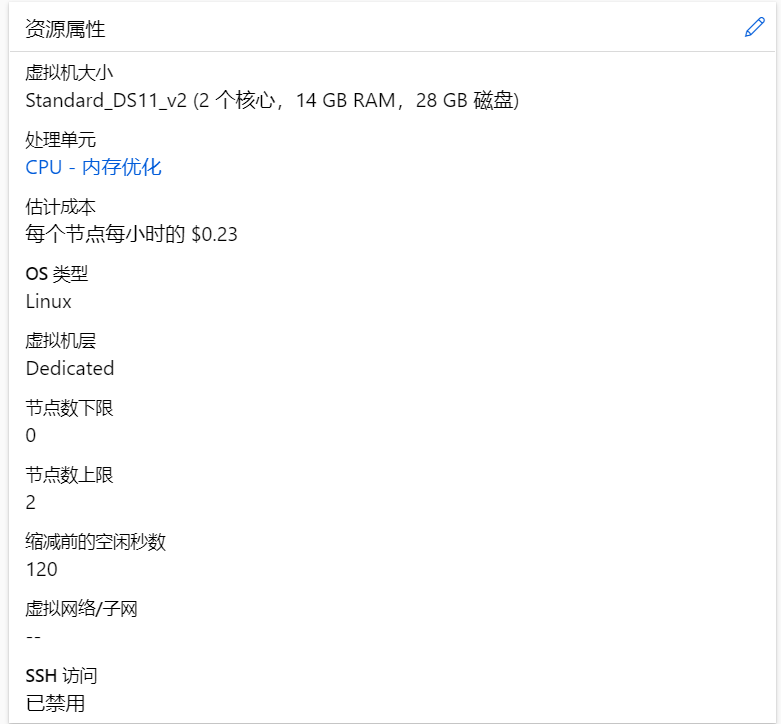 资源属性
虚拟机大小
Standard_DS11_v2 (2 个核心，14 GB RAM，28 GB 磁盘)
处理单元
CPU - 内存优化
估计成本
每个节点每小时的 $0.23
OS 类型
Linux
虚拟机层
Dedicated
节点数下限
0
节点数上限
2
缩减前的空闲秒数
120
虚拟网络/子网
--
SSH 访问
已禁用